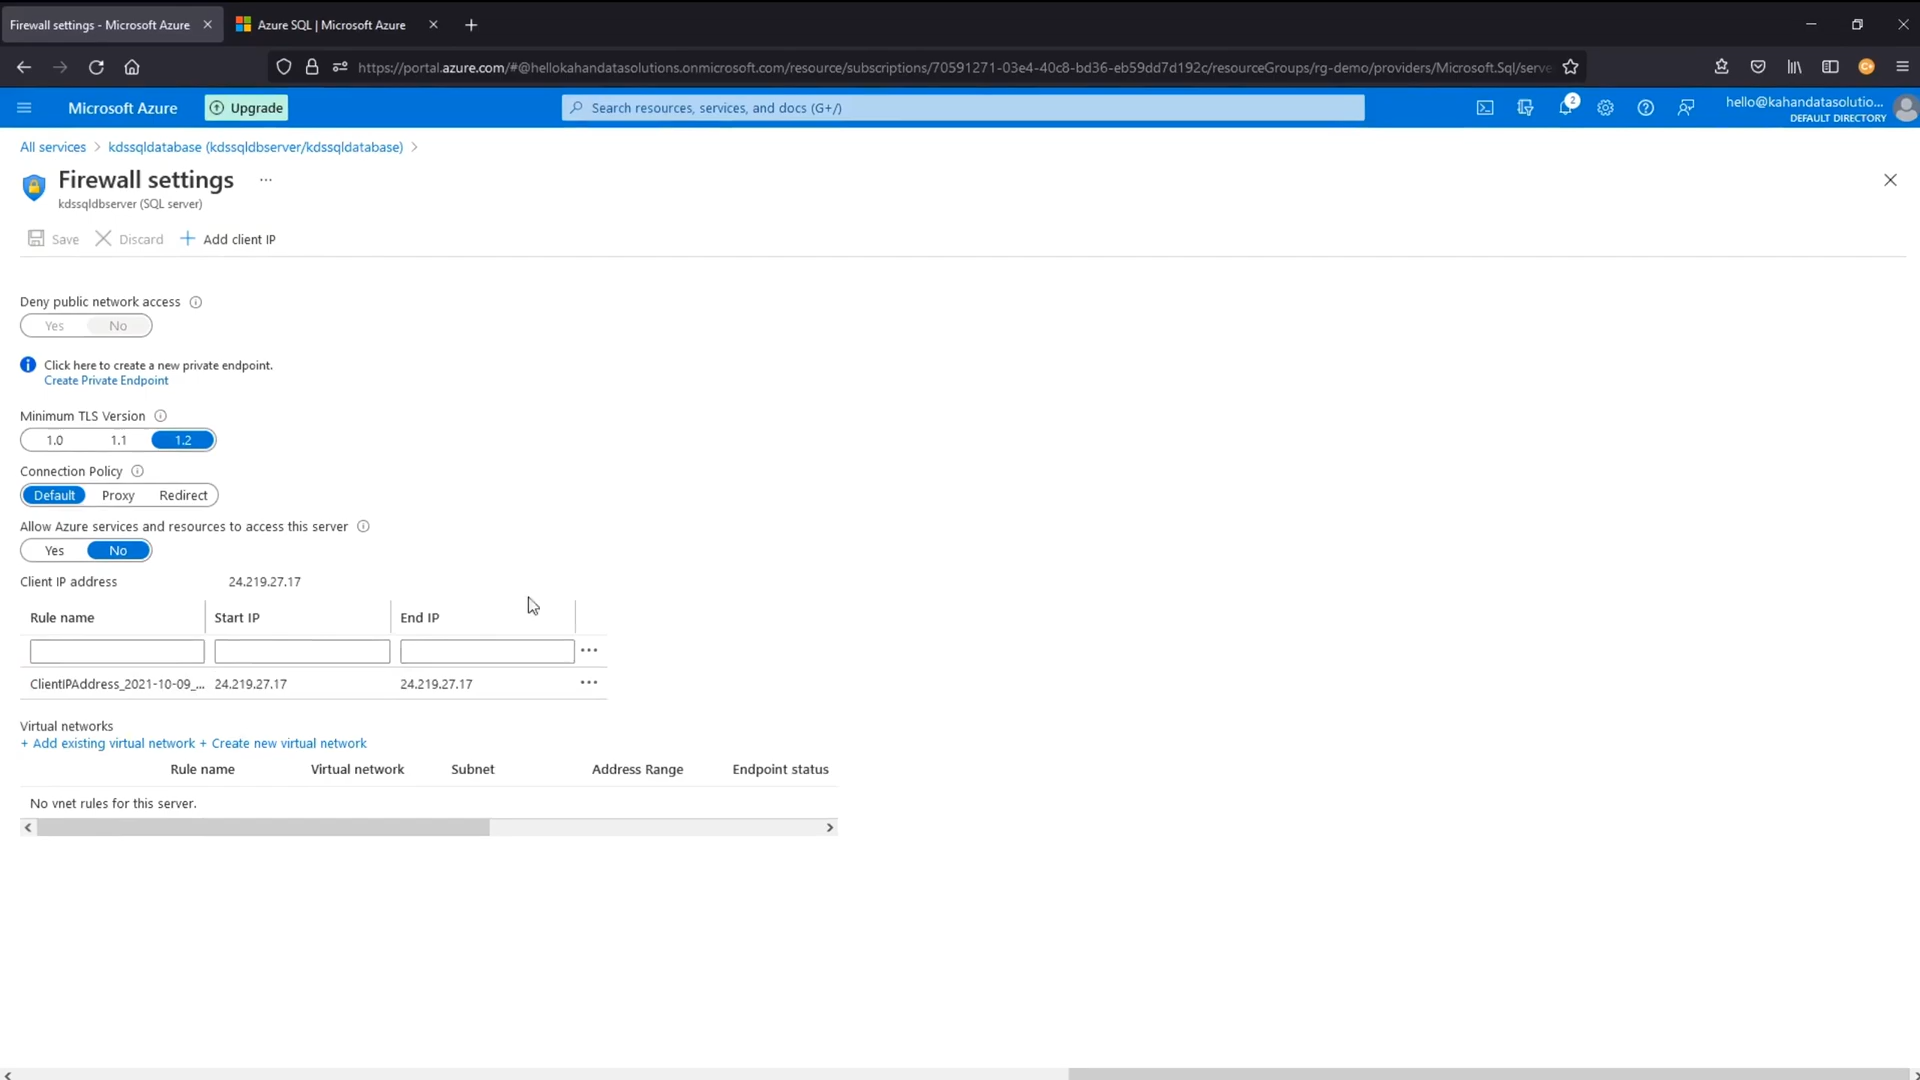 Firewall settings - Microsoft Azure
Azure SQL | Microsoft Azure
https://portal.azure.com/#@hellokahandatasolutions.onmicrosoft.com/resource/subscriptions/70591271-03e4-40c8-bd36-eb59dd7d192c/resourceGroups/rg-demo/providers/Microsoft.Sql/serve
Microsoft Azure
Upgrade
Search resources, services, and docs (G+/)
2
hello@kahandatasolutio...
DEFAULT DIRECTORY
All services > kdssqldatabase (kdssqldbserver/kdssqldatabase) >
Firewall settings ...
kdssqldbserver (SQL server)
Save Discard + Add client IP
Deny public network access
Yes No
Click here to create a new private endpoint.
Create Private Endpoint
Minimum TLS Version
1.0 1.1 1.2
Connection Policy
Default Proxy Redirect
Allow Azure services and resources to access this server
Yes No
Client IP address 24.219.27.17
Rule name Start IP End IP
...
ClientIPAddress_2021-10-09_... 24.219.27.17 24.219.27.17 ...
Virtual networks
+ Add existing virtual network + Create new virtual network
Rule name Virtual network Subnet Address Range Endpoint status
No vnet rules for this server.